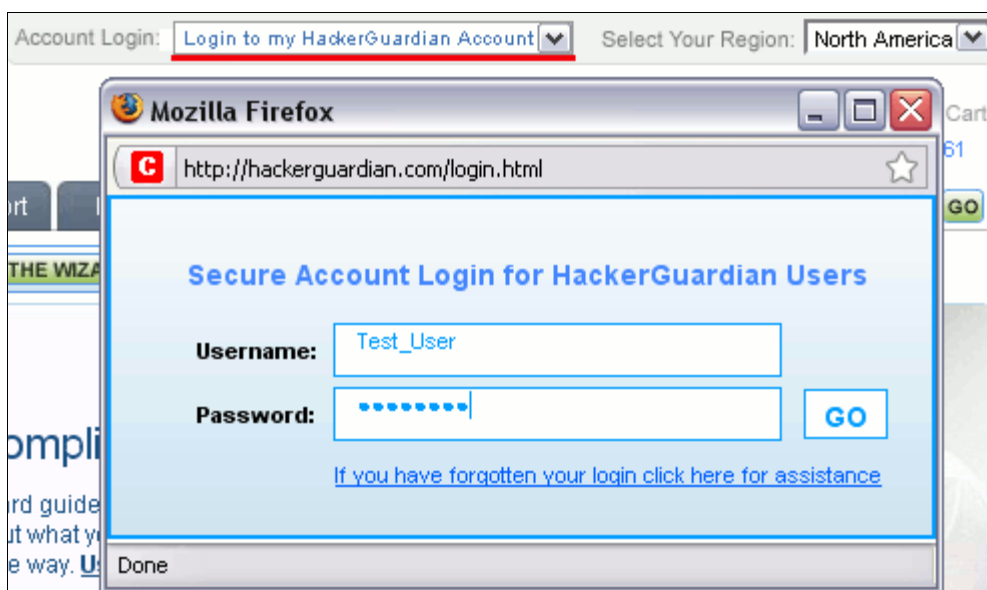 Account Login: Login to my HackerGuardian Account Select Your Region: North America
Mozilla Firefox
Cart
C http://hackerguardian.com/login.html
61
GO
THE WIZA
Secure Account Login for HackerGuardian Users
Username: Test_User
Password: ••••••••
GO
ompli
If you have forgotten your login click here for assistance
rd guide
ut what y
e way. U
Done